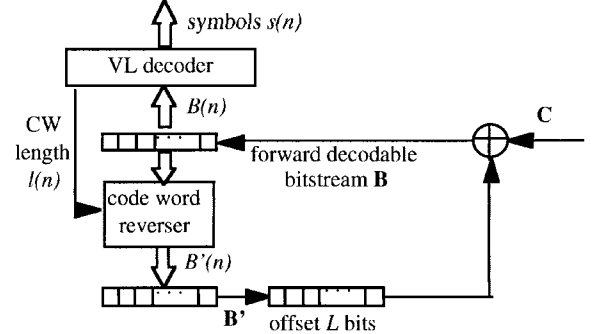 symbols s(n)
VL decoder
B(n)
CW
length
l(n)
C
forward decodable
bitstream B
code word
reverser
B'(n)
B'
offset L bits